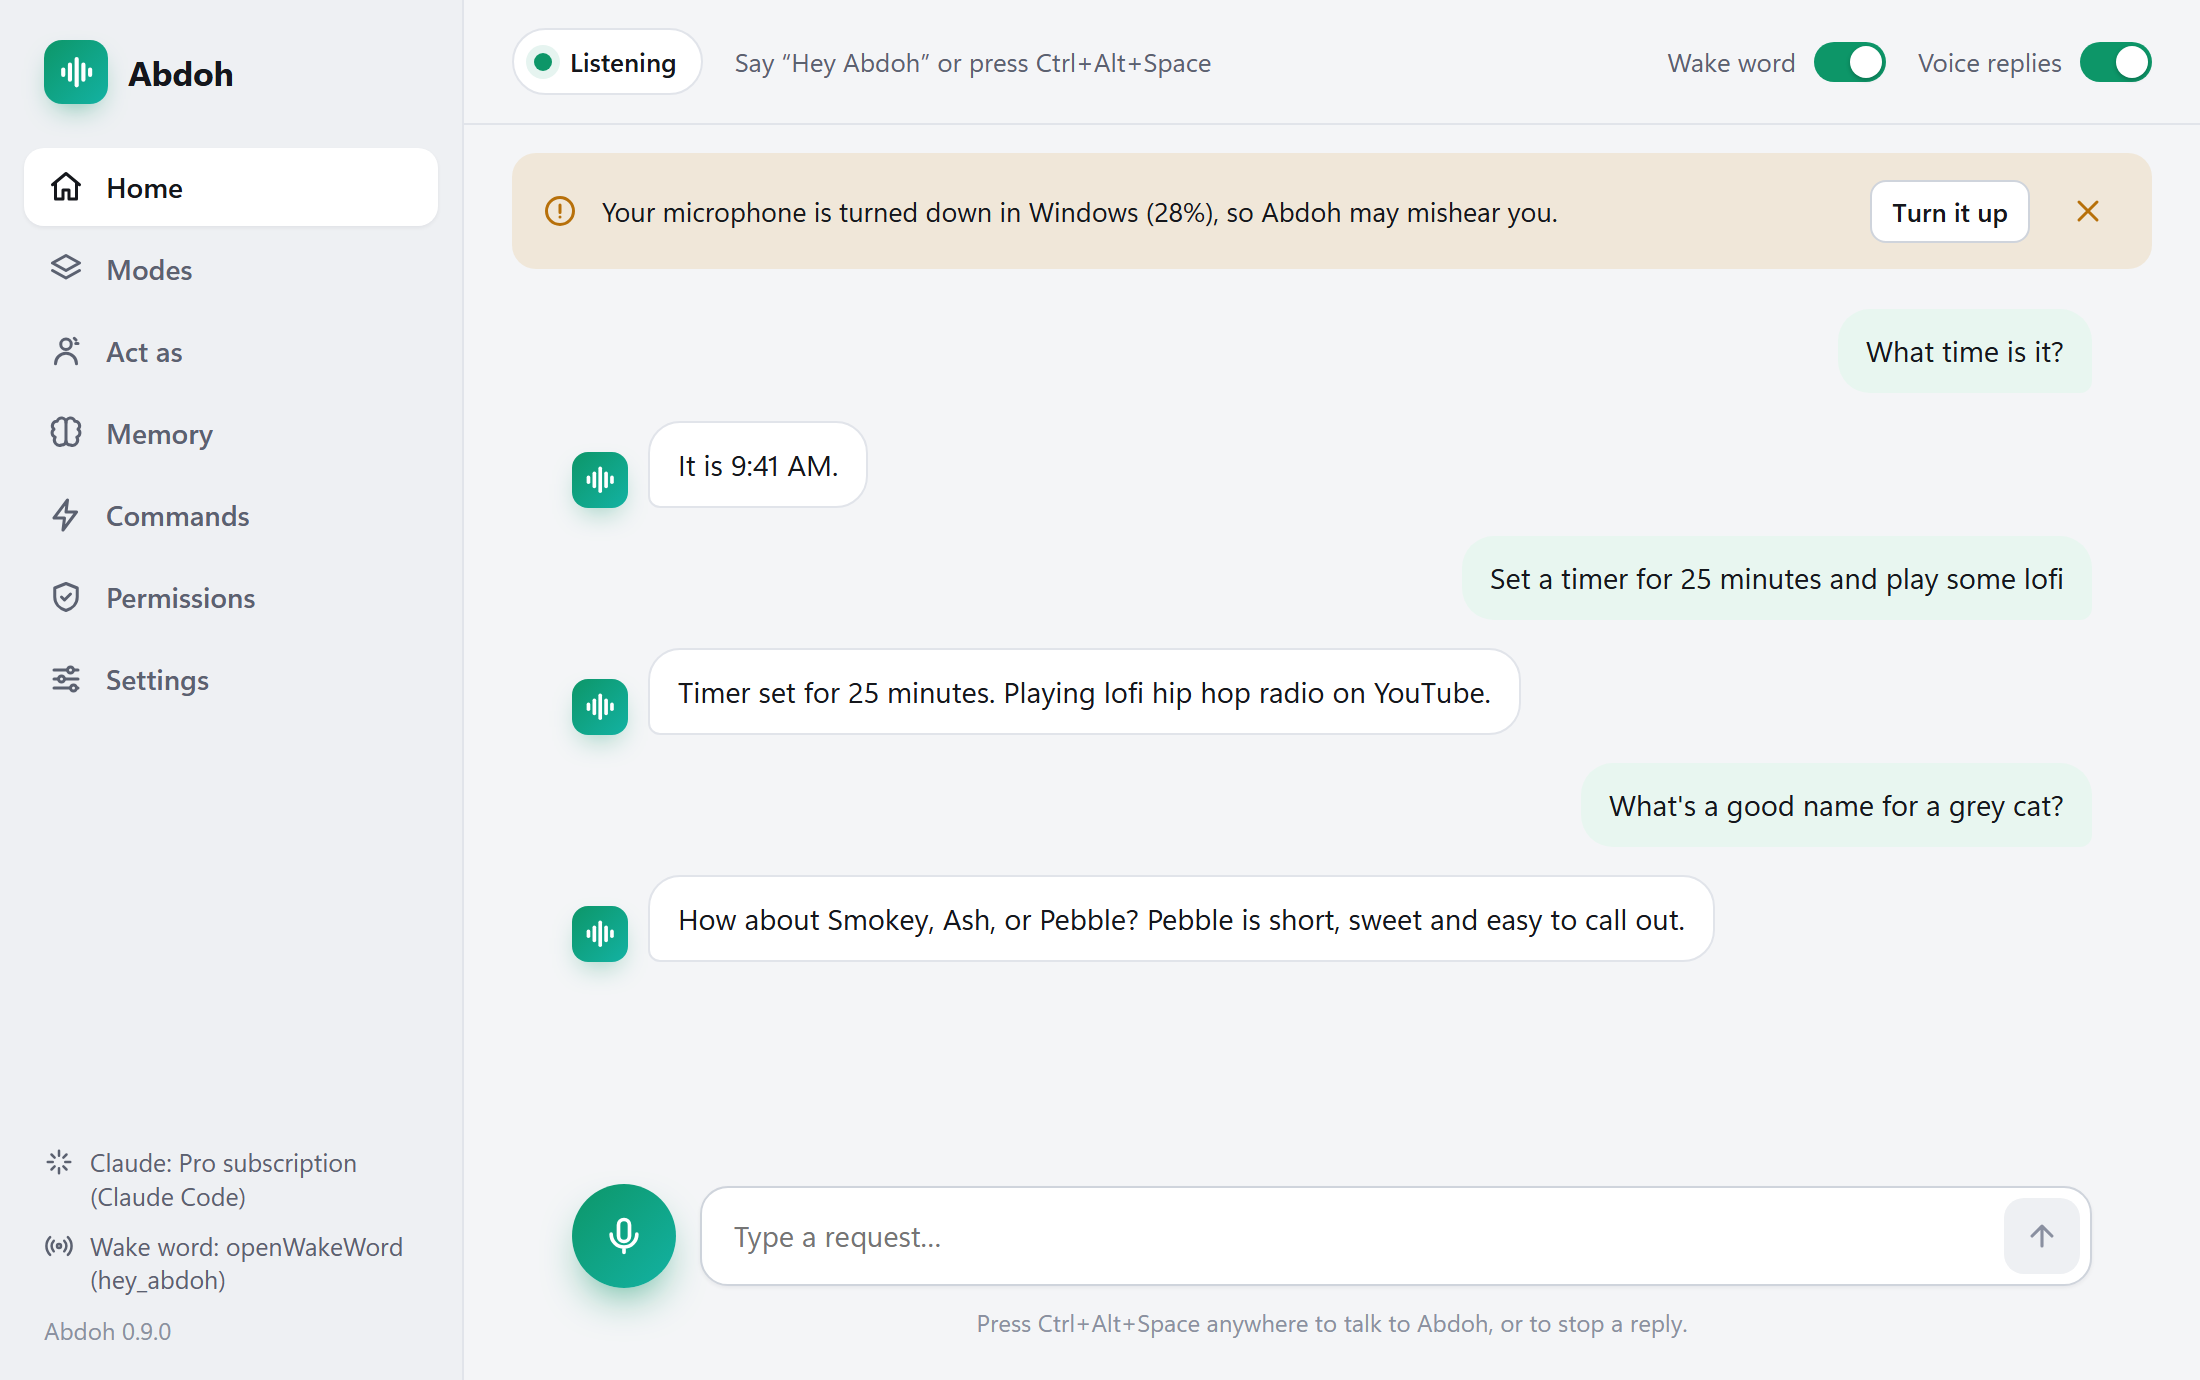 Abdoh
Home
Modes
Act as
Memory
Commands
Permissions
Settings
Claude: Pro subscription
(Claude Code)
Wake word: openWakeWord
(hey_abdoh)
Abdoh 0.9.0
Listening
Say “Hey Abdoh” or press Ctrl+Alt+Space
Wake word
Voice replies
Your microphone is turned down in Windows (28%), so Abdoh may mishear you.
Turn it up
What time is it?
It is 9:41 AM.
Set a timer for 25 minutes and play some lofi
Timer set for 25 minutes. Playing lofi hip hop radio on YouTube.
What's a good name for a grey cat?
How about Smokey, Ash, or Pebble? Pebble is short, sweet and easy to call out.
Type a request...
Press Ctrl+Alt+Space anywhere to talk to Abdoh, or to stop a reply.